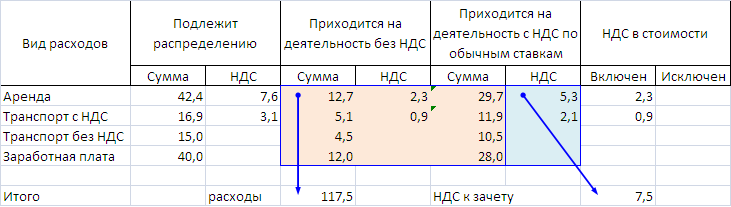 Вид расходов
Подлежит распределению
Приходится на деятельность без НДС
Приходится на деятельность с НДС по обычным ставкам
НДС в стоимости
Сумма НДС Сумма НДС Сумма НДС Включен Исключен
Аренда 42,4 7,6 12,7 2,3 29,7 5,3 2,3
Транспорт с НДС 16,9 3,1 5,1 0,9 11,9 2,1 0,9
Транспорт без НДС 15,0 4,5 10,5
Заработная плата 40,0 12,0 28,0
Итого расходы 117,5 НДС к зачету 7,5